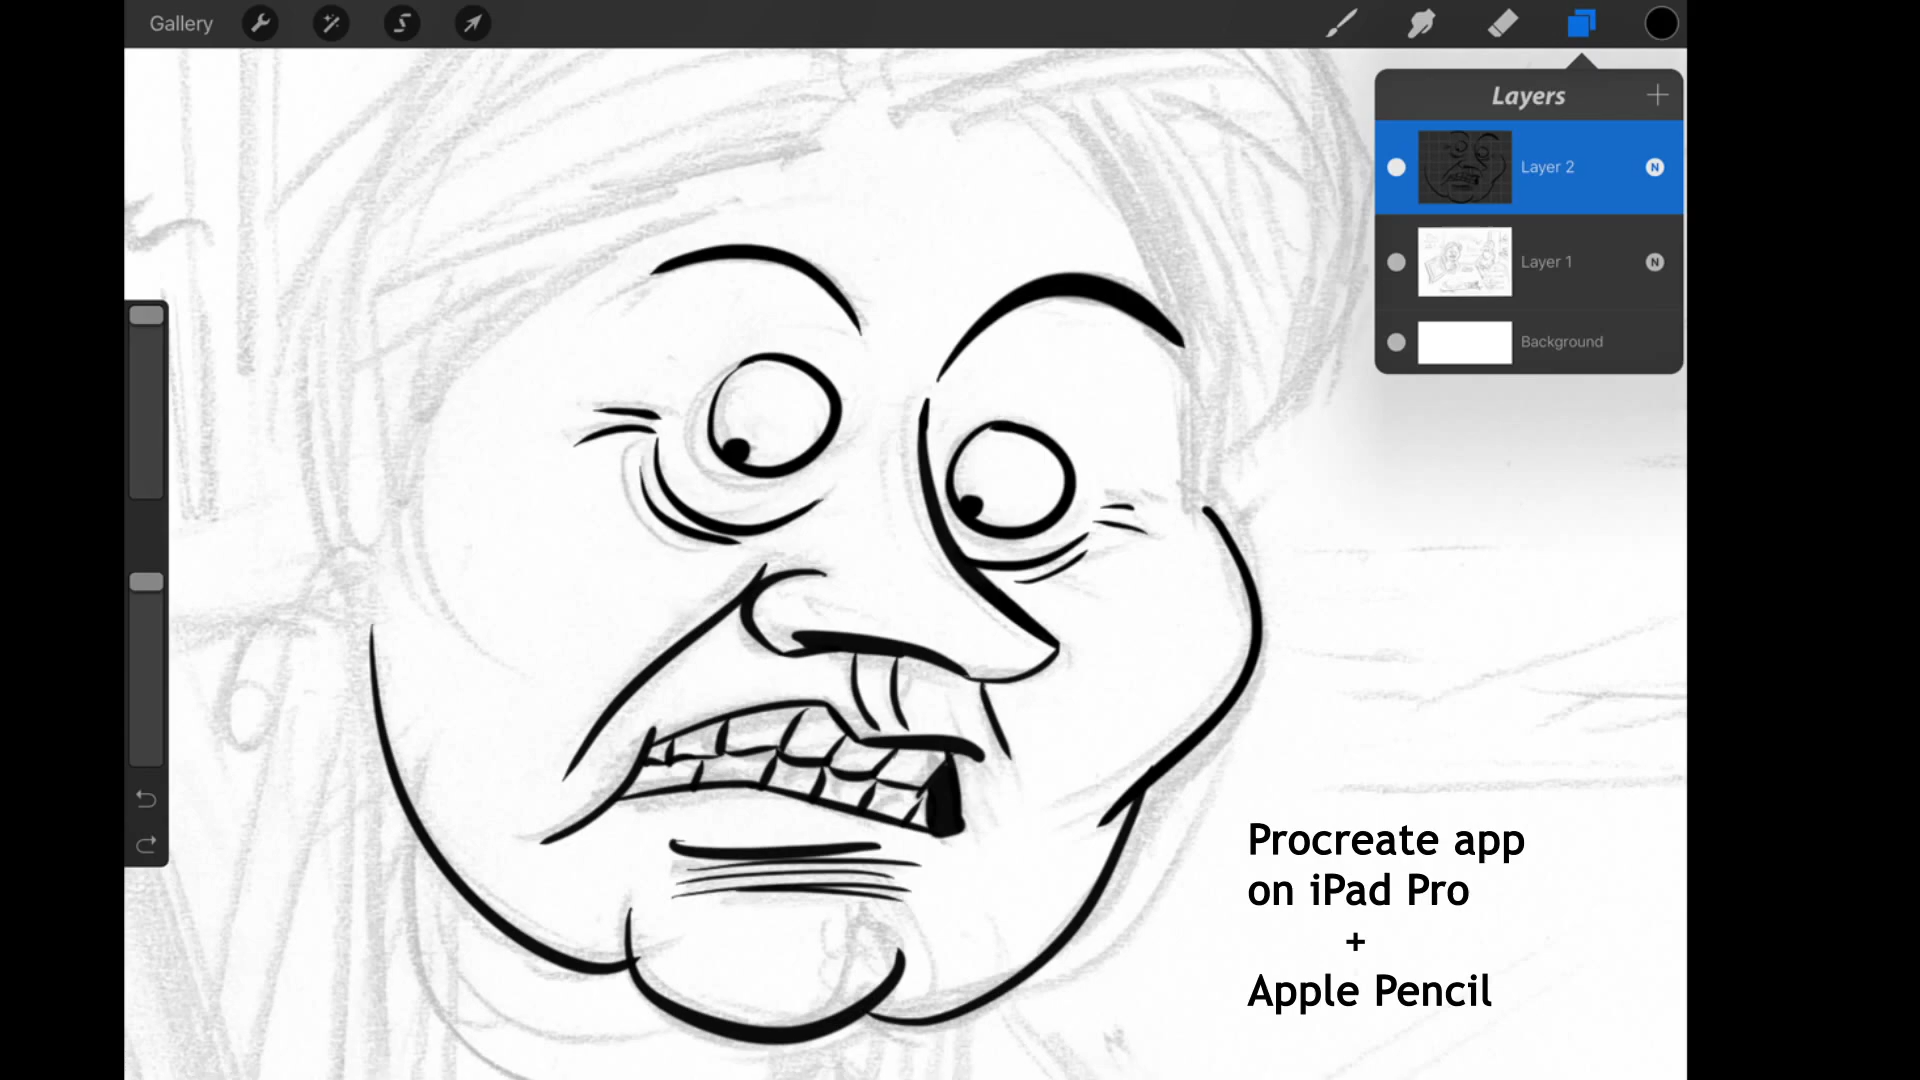 Gallery
Layers
Layer 2
N
Layer 1
N
Background
Procreate app
on iPad Pro
+
Apple Pencil